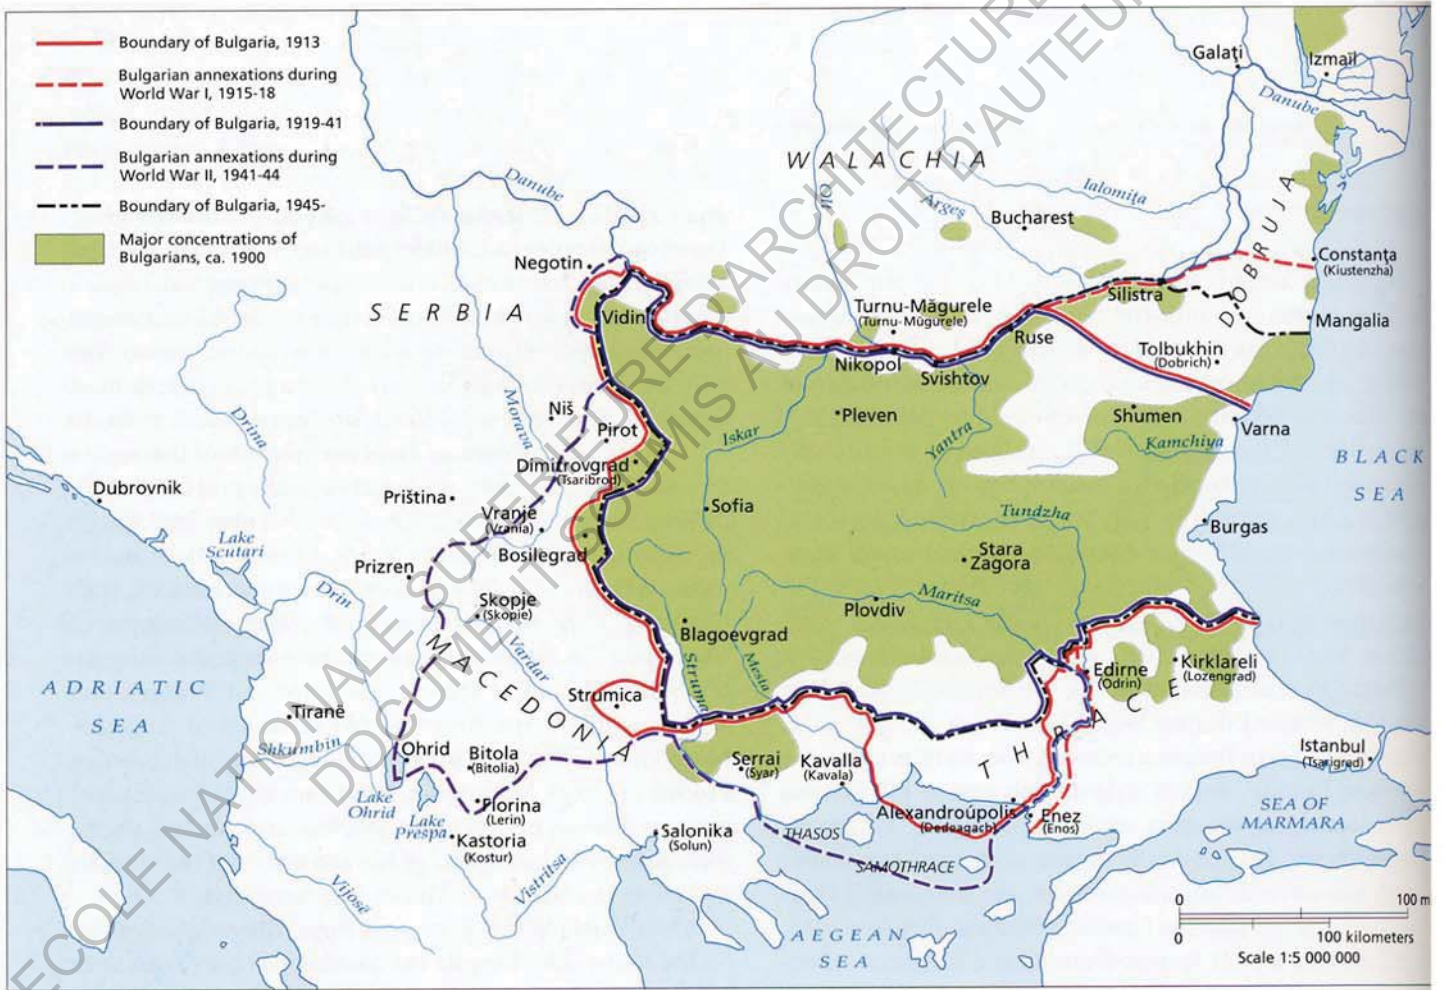 Boundary of Bulgaria, 1913
Bulgarian annexations during
World War I, 1915-18
Boundary of Bulgaria, 1919-41
Bulgarian annexations during
World War II, 1941-44
Boundary of Bulgaria, 1945-
Major concentrations of
Bulgarians, ca. 1900
Galaţi
Izmaïl
Danube
WALACHIA
Olt
Argeş
Ialomiţa
Bucharest
DOBRUJA
Constanţa
(Kiustenzha)
Mangalia
Danube
Negotin
SERBIA
Vidin
Turnu-Măgurele
(Turnu-Mŭgurele)
Silistra
Ruse
Nikopol
Svishtov
Tolbukhin
(Dobrich)
Drina
Morava
Niš
Pirot
Dimitrovgrad
(Tsaribrod)
Pleven
Iskar
Yantra
Shumen
Kamchiya
Varna
BLACK
SEA
Dubrovnik
Priština
Vranje
(Vrania)
Bosilegrad
Sofia
Tundzha
Burgas
Lake
Scutari
Prizren
Drin
Skopje
(Skopie)
Stara
Zagora
Maritsa
Plovdiv
Blagoevgrad
Vardar
MACEDONIA
Struma
Mesta
Edirne
(Odrin)
Kirklareli
(Lozengrad)
ADRIATIC
SEA
Tiranë
Shkumbin
Strumica
THRACE
Ohrid
Bitola
(Bitolia)
Serrai
(Syar)
Kavalla
(Kavala)
Istanbul
(Tsarigrad)
Lake
Ohrid
Lake
Prespa
Florina
(Lerin)
Kastoria
(Kostur)
Salonika
(Solun)
THASOS
Alexandroúpolis
(Dedeagach)
Enez
(Enos)
SEA OF
MARMARA
SAMOTHRACE
Vijosë
Vistritsa
AEGEAN
SEA
0 100 m
0 100 kilometers
Scale 1:5 000 000
ECOLE NATIONALE SUPERIEURE D'ARCHITECTURE
DOCUMENT SOUMIS AU DROIT D'AUTEUR